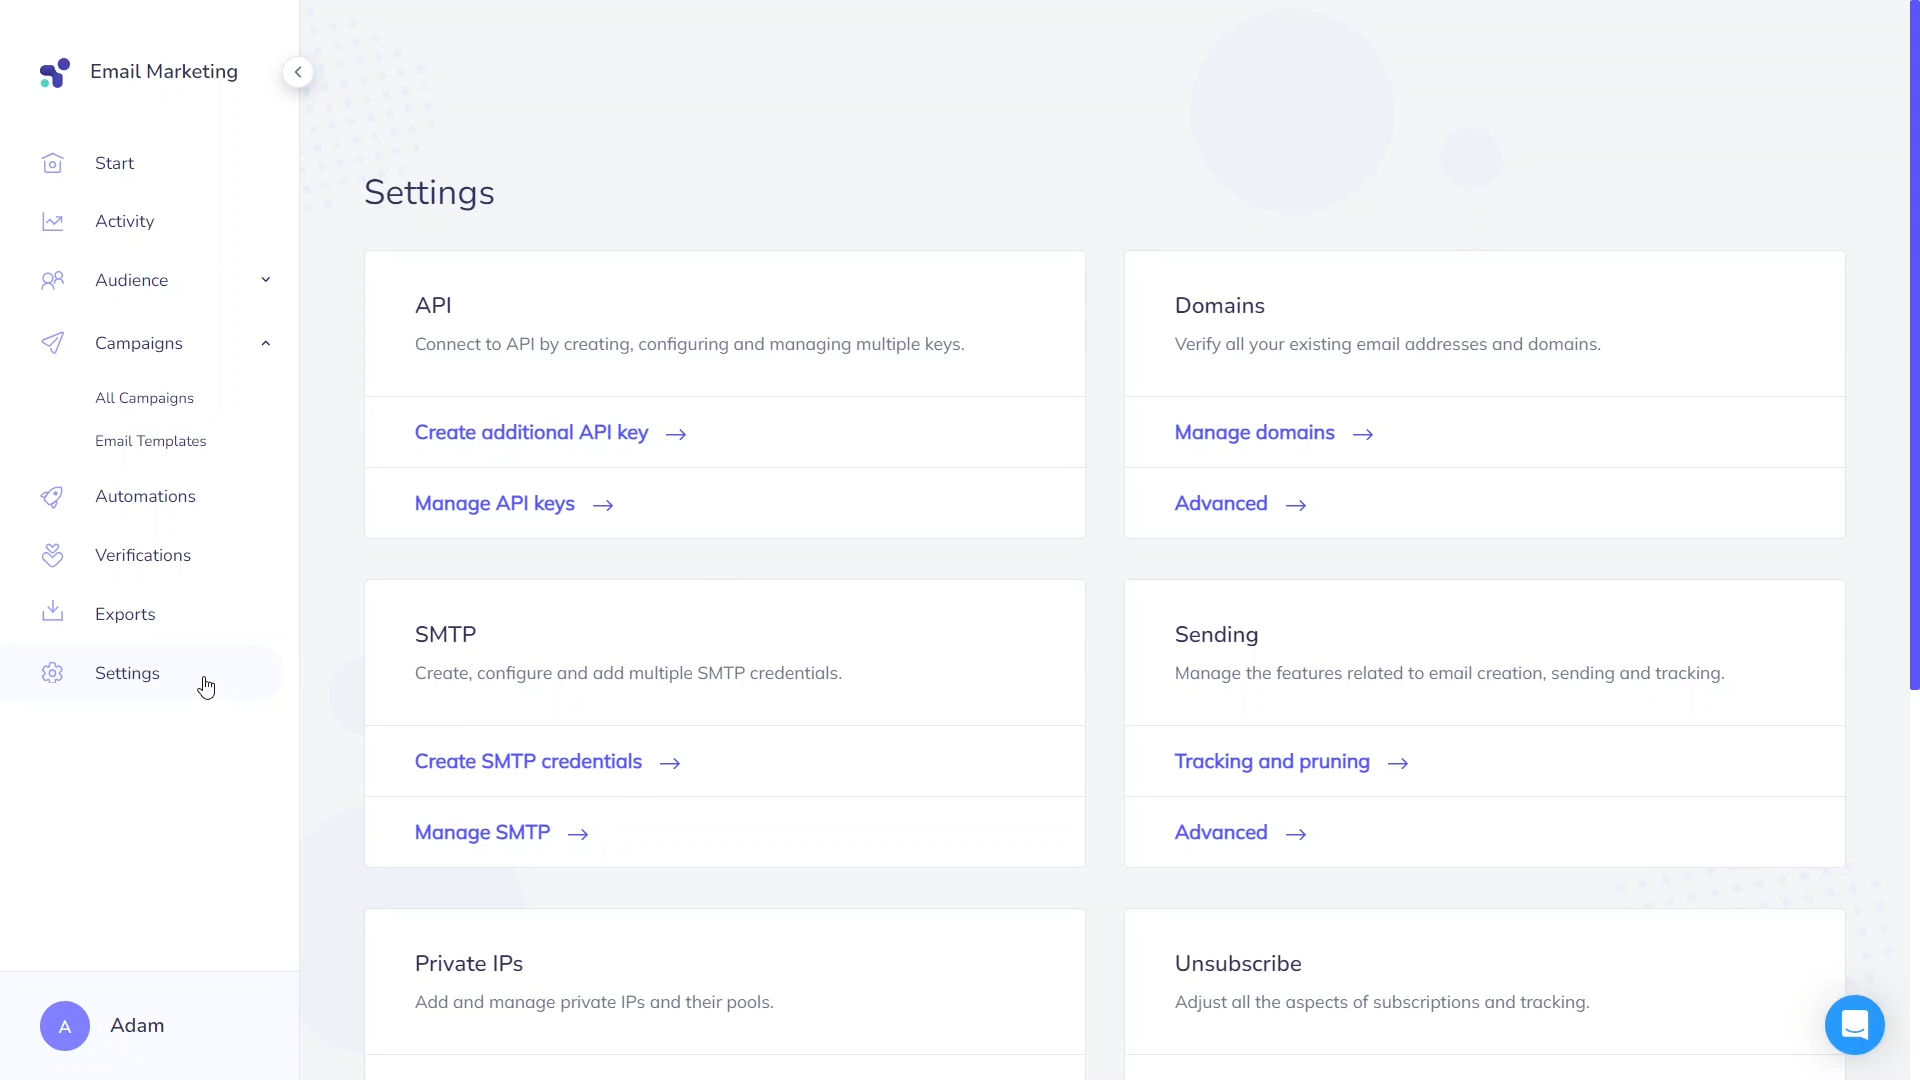 Email Marketing
Start
Activity
Audience
Campaigns
All Campaigns
Email Templates
Automations
Verifications
Exports
Settings
A
Adam
Settings
API
Connect to API by creating, configuring and managing multiple keys.
Create additional API key
Manage API keys
Domains
Verify all your existing email addresses and domains.
Manage domains
Advanced
SMTP
Create, configure and add multiple SMTP credentials.
Create SMTP credentials
Manage SMTP
Sending
Manage the features related to email creation, sending and tracking.
Tracking and pruning
Advanced
Private IPs
Add and manage private IPs and their pools.
Unsubscribe
Adjust all the aspects of subscriptions and tracking.